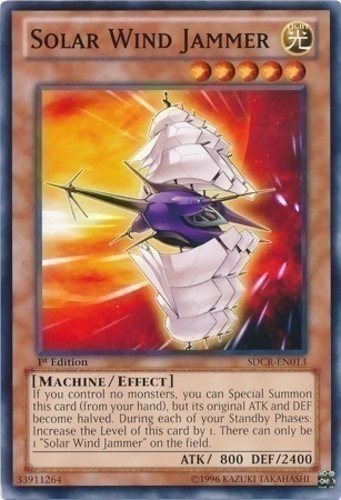 SOLAR WIND JAMMER
LIGHT
光
1st Edition
SDCR-EN013
[MACHINE/EFFECT]
If you control no monsters, you can Special Summon
this card (from your hand), but its original ATK and DEF
become halved. During each of your Standby Phases:
Increase the Level of this card by 1. There can only be
1 "Solar Wind Jammer" on the field.
ATK/ 800 DEF/2400
33911264
©1996 KAZUKI TAKAHASHI